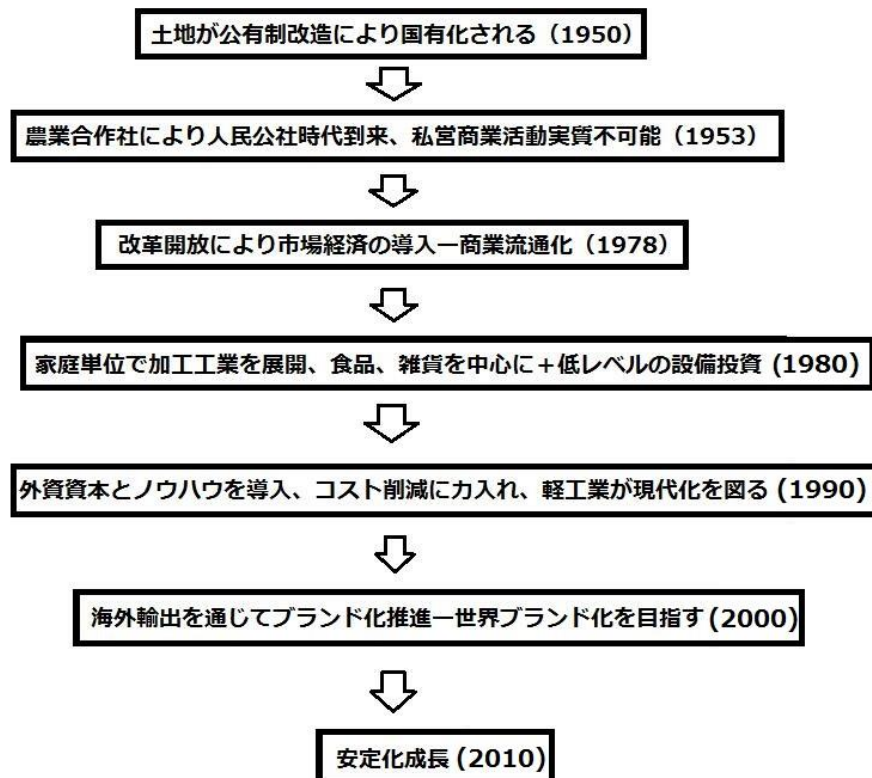 土地が公有制改造により国有化される（1950）
農業合作社により人民公社時代到来、私営商業活動実質不可能（1953）
改革開放により市場経済の導入ー商業流通化（1978）
家庭単位で加工工業を展開、食品、雑貨を中心に＋低レベルの設備投資 (1980)
外資資本とノウハウを導入、コスト削減に力入れ、軽工業が現代化を図る (1990)
海外輸出を通じてブランド化推進ー世界ブランド化を目指す (2000)
安定化成長 (2010)